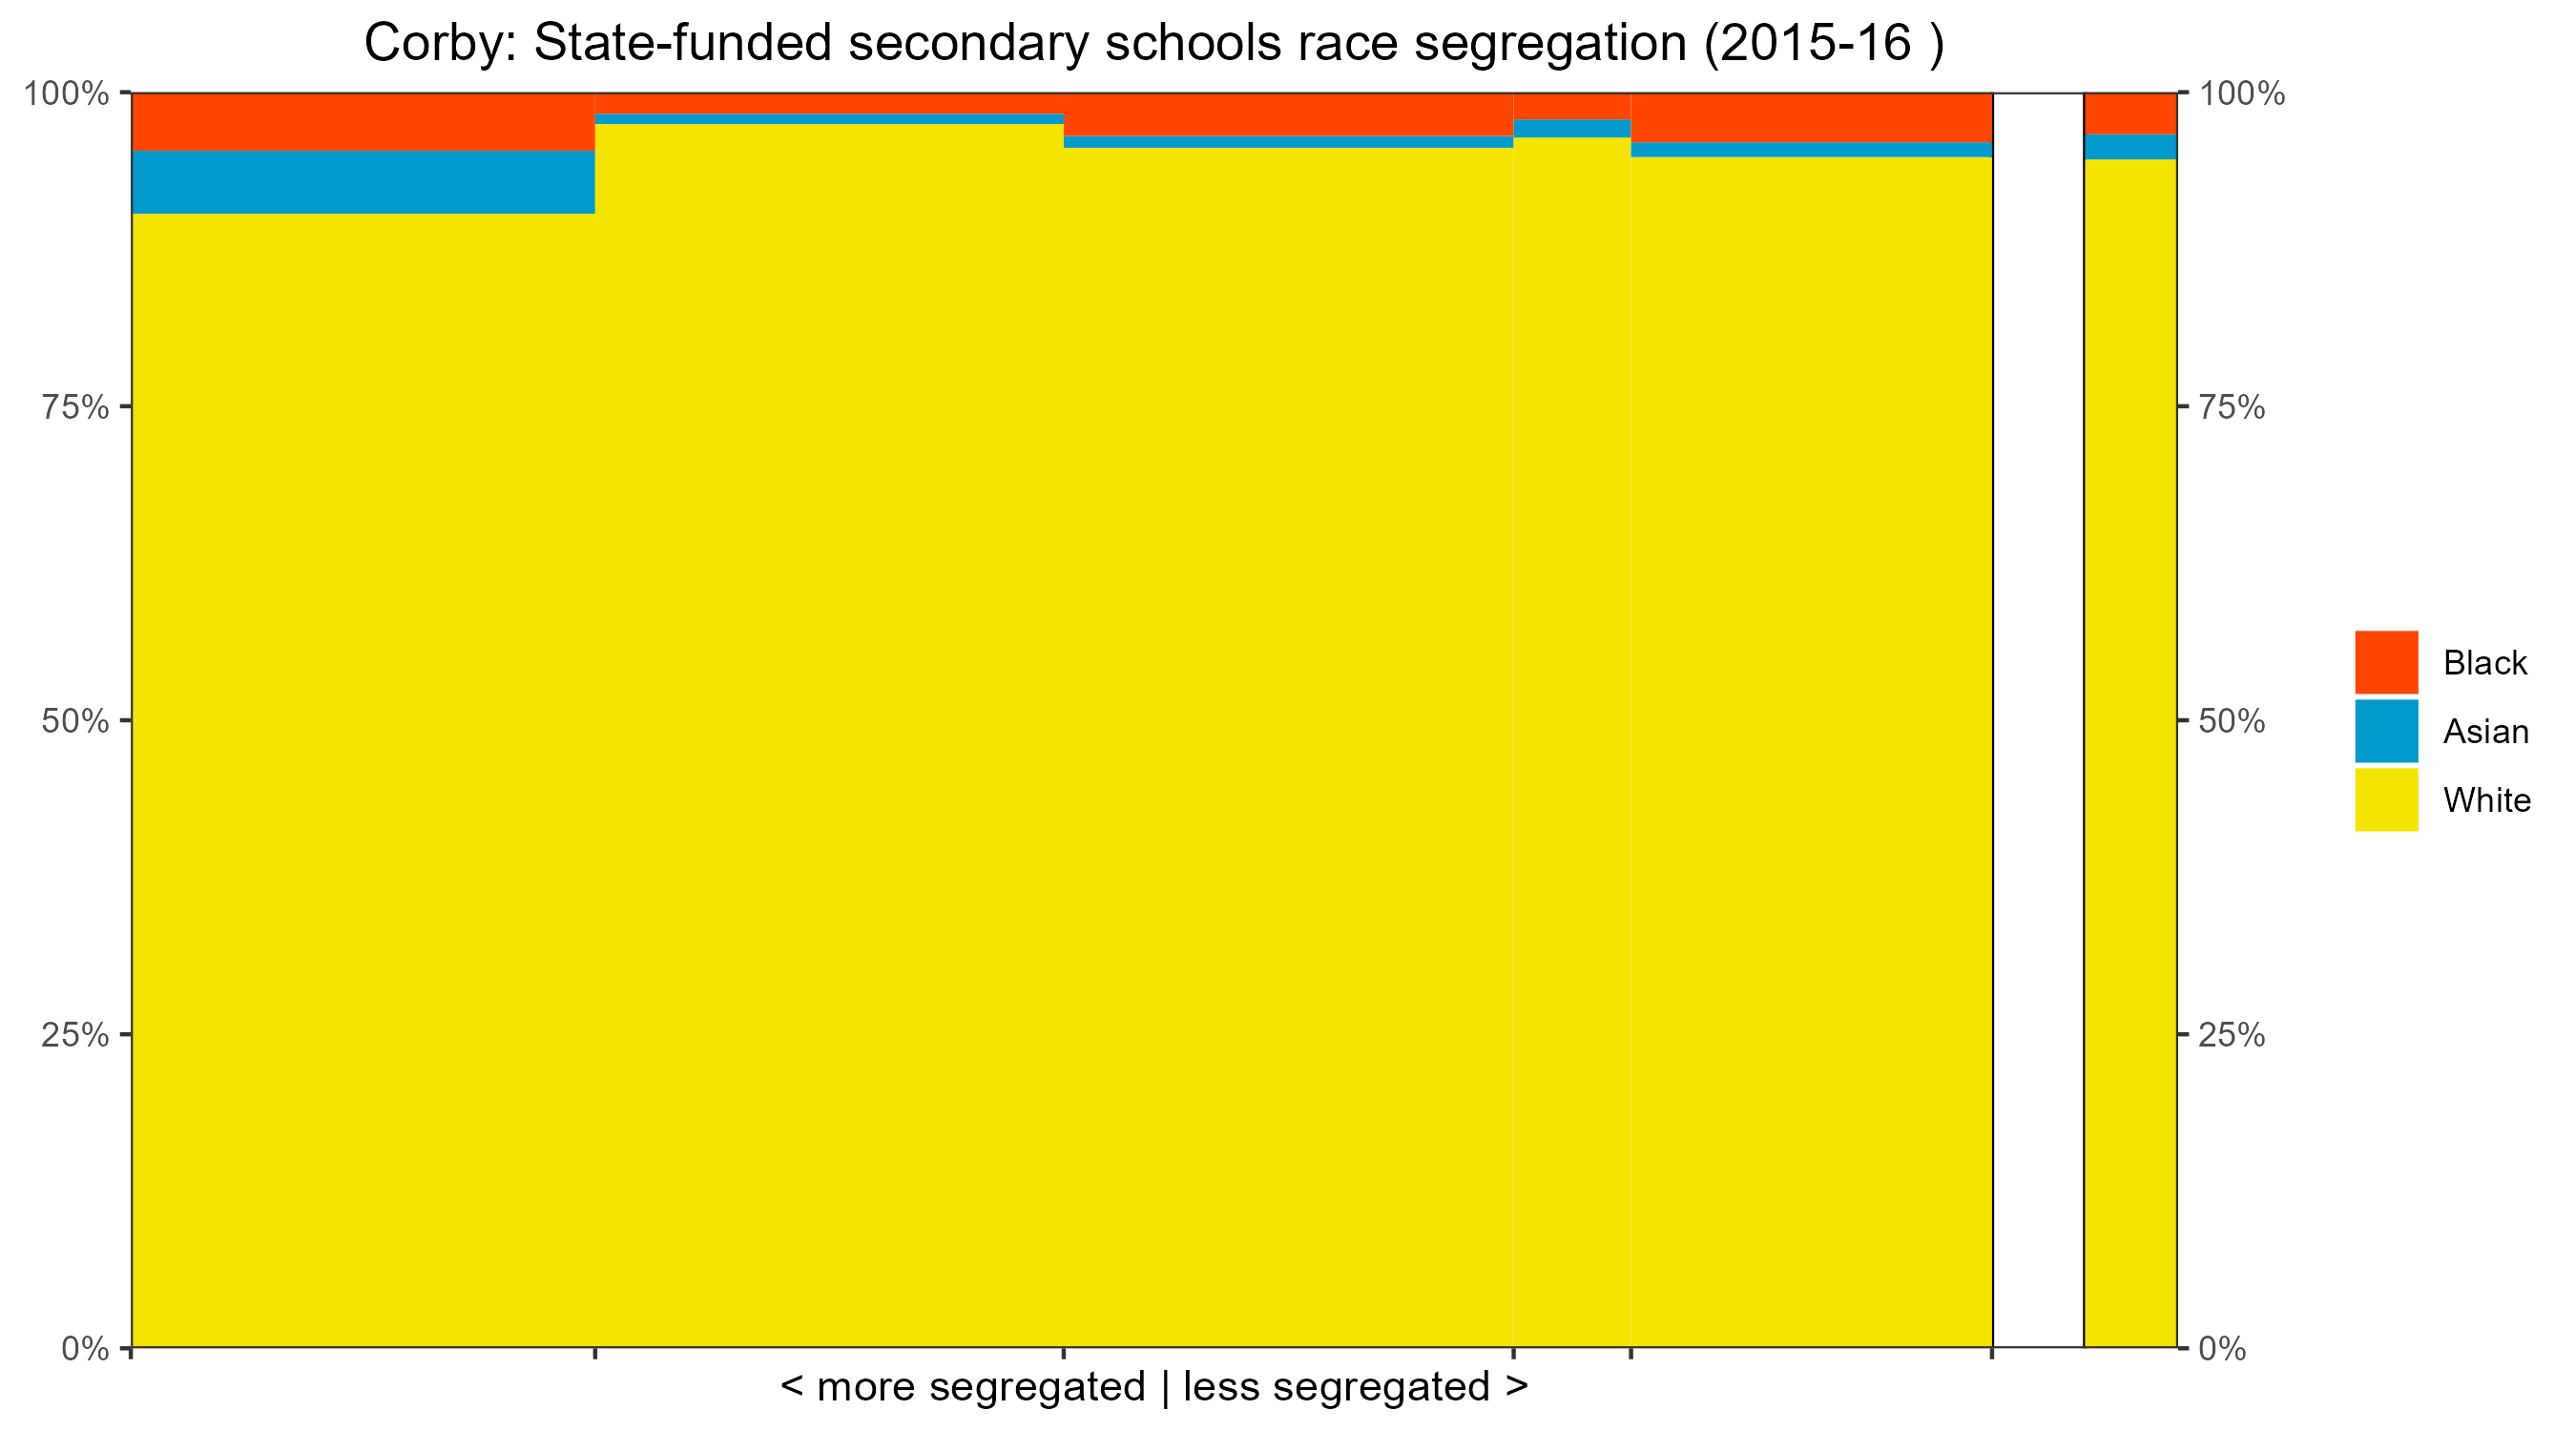 Corby: State-funded secondary schools race segregation (2015-16 )
100%
75%
50%
25%
0%
100%
75%
50%
25%
0%
Black
Asian
White
< more segregated | less segregated >